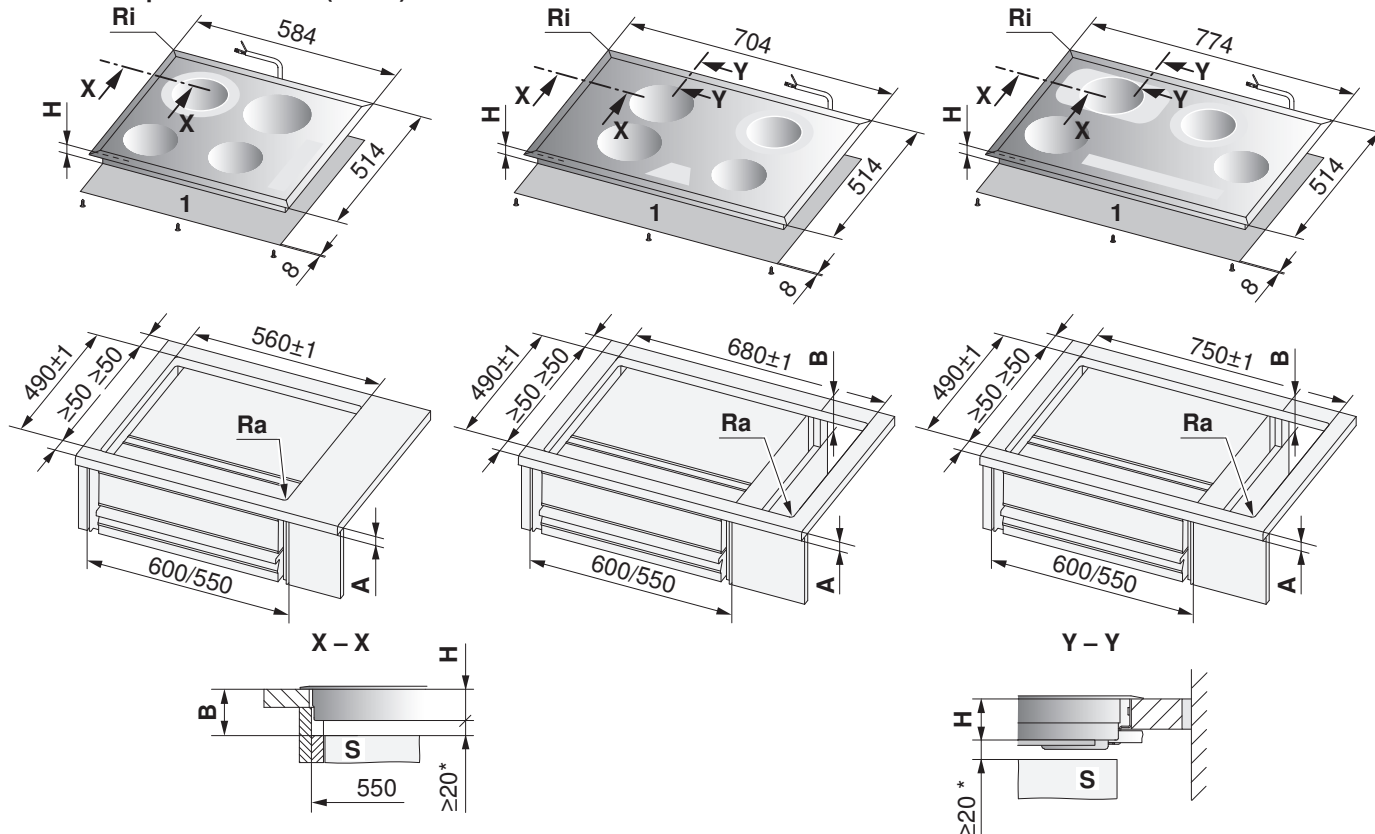 Ri
584
X
X
H
514
1
8
Ri
704
Y
Y
X
X
H
514
1
8
Ri
774
Y
Y
X
X
H
514
1
8
490±1
≥50 ≥50
560±1
Ra
600/550
A
490±1
≥50 ≥50
680±1
B
Ra
600/550
A
490±1
≥50 ≥50
750±1
B
Ra
600/550
A
X – X
H
B
S
550
≥20*
Y – Y
H
S
≥20 *